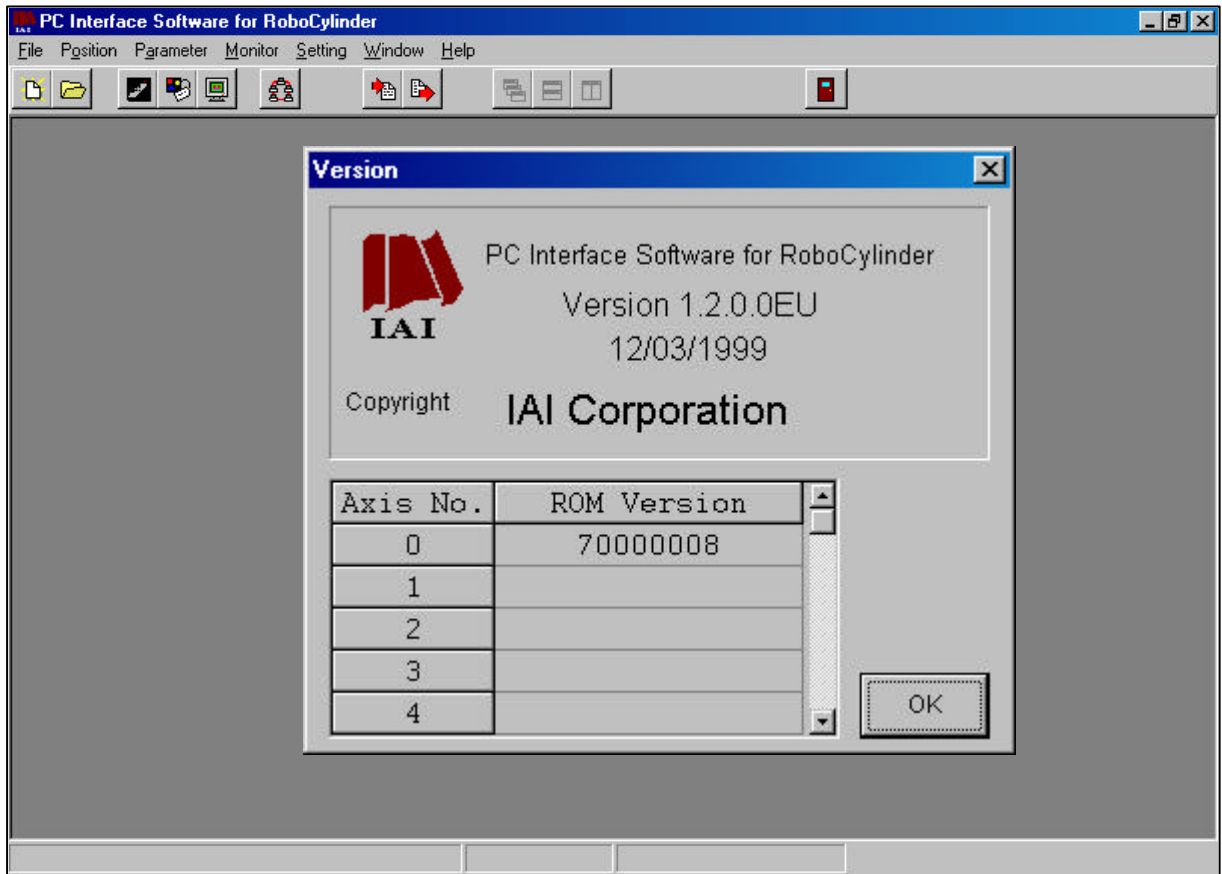 PC Interface Software for RoboCylinder
File Position Parameter Monitor Setting Window Help
Version
PC Interface Software for RoboCylinder
Version 1.2.0.0EU
12/03/1999
IAI
Copyright IAI Corporation
Axis No. ROM Version
0 70000008
1
2
3
4
OK